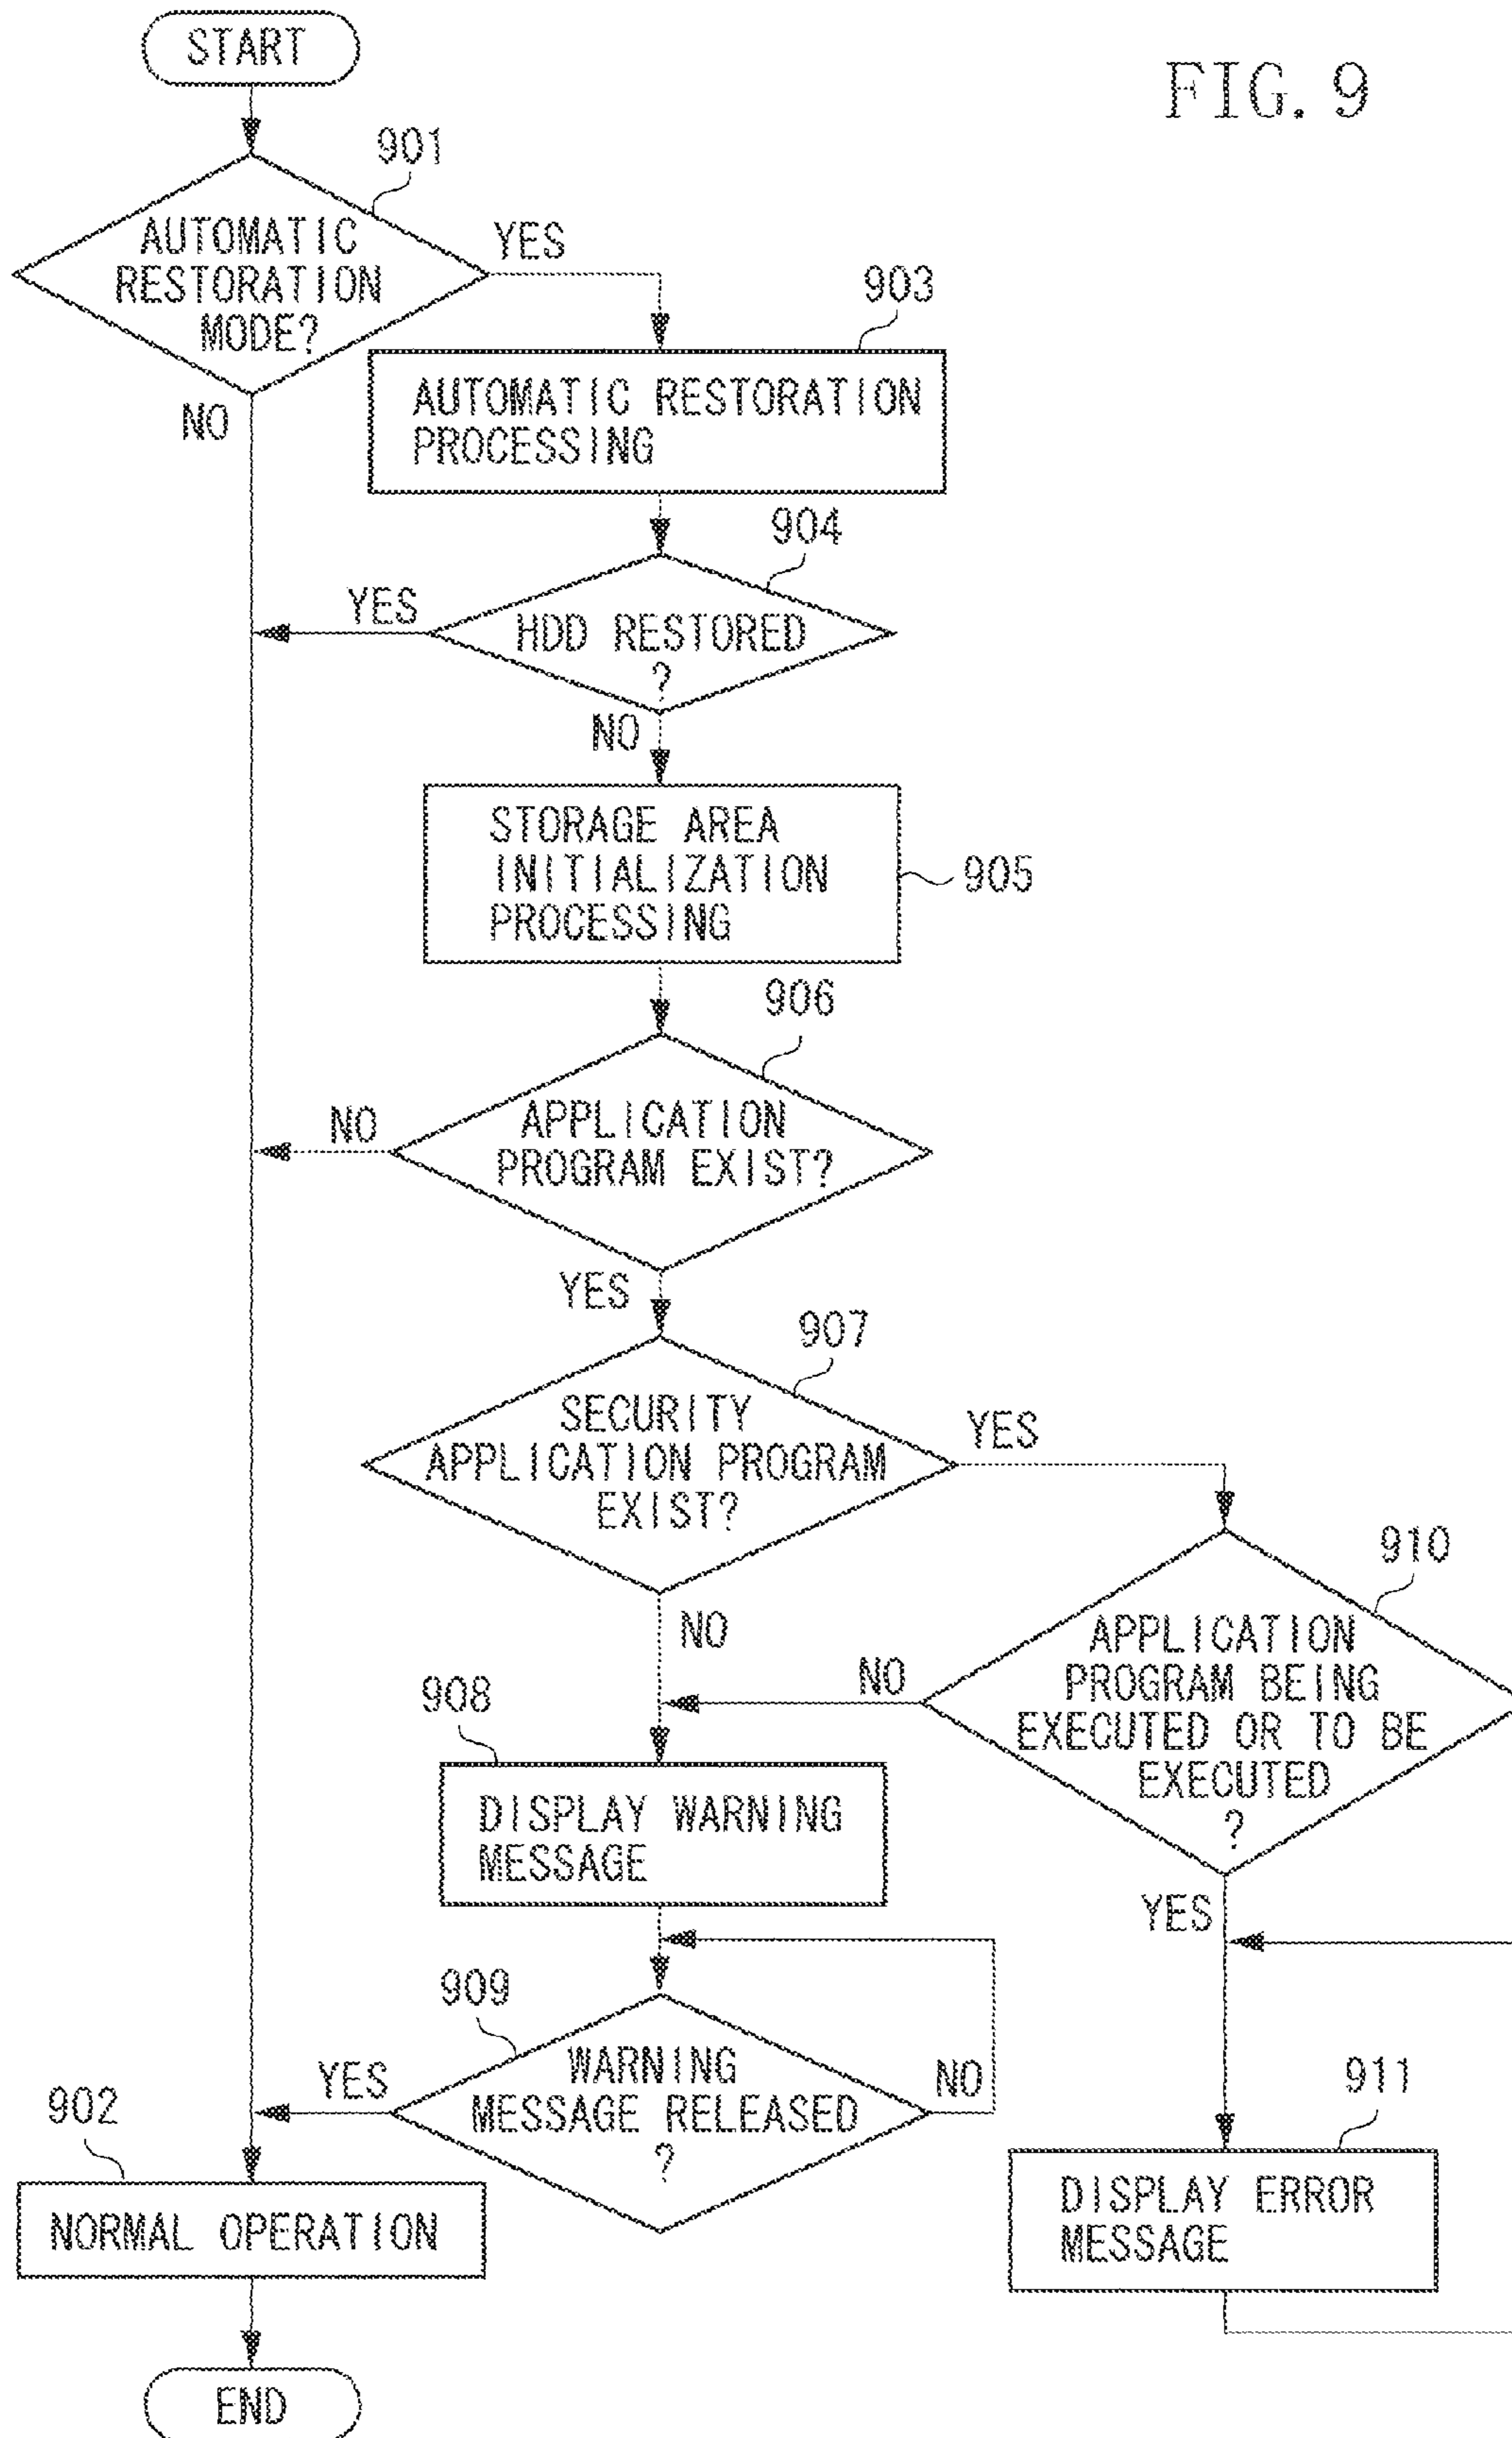 START
FIG. 9
901
AUTOMATIC
RESTORATION
MODE?
YES
NO
903
AUTOMATIC RESTORATION
PROCESSING
904
YES
HDD RESTORED
?
NO
STORAGE AREA
INITIALIZATION
PROCESSING
905
906
NO
APPLICATION
PROGRAM EXIST?
YES
907
SECURITY
APPLICATION PROGRAM
EXIST?
YES
NO
910
APPLICATION
PROGRAM BEING
EXECUTED OR TO BE
EXECUTED
?
NO
YES
908
DISPLAY WARNING
MESSAGE
909
WARNING
MESSAGE RELEASED
?
YES
NO
911
DISPLAY ERROR
MESSAGE
902
NORMAL OPERATION
END